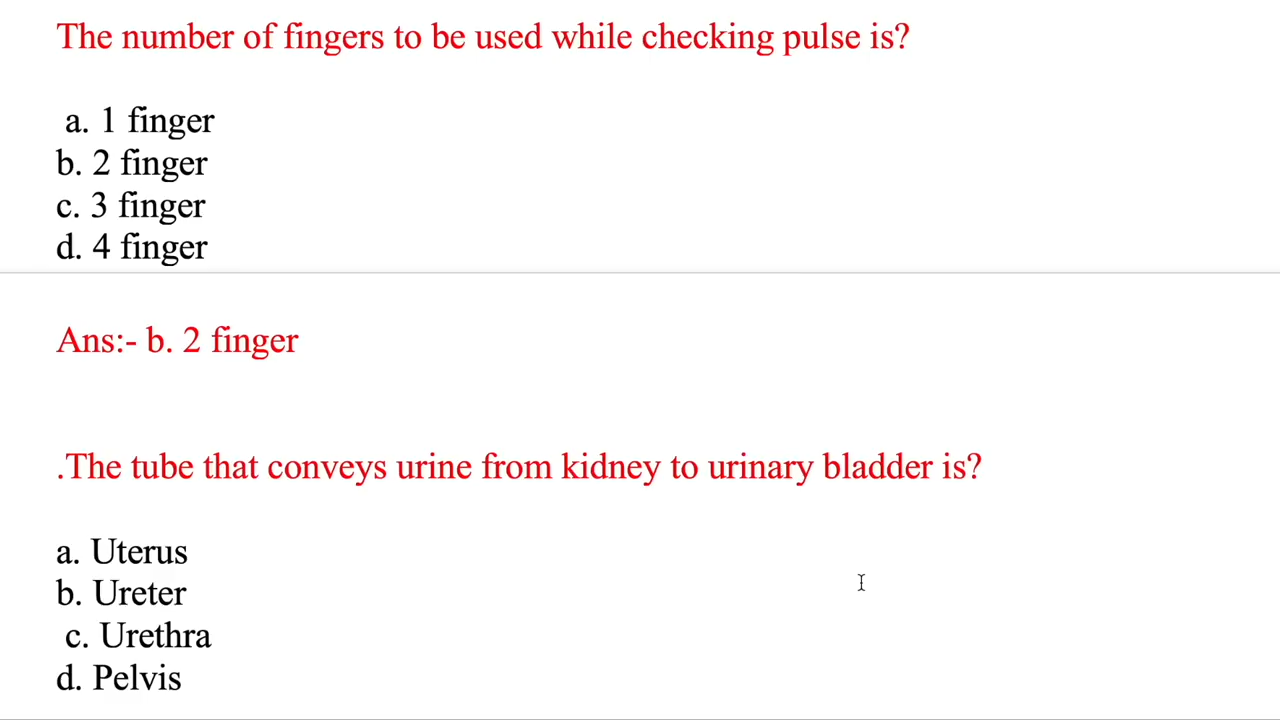 The number of fingers to be used while checking pulse is?
a. 1 finger
b. 2 finger
c. 3 finger
d. 4 finger
Ans:- b. 2 finger
.The tube that conveys urine from kidney to urinary bladder is?
a. Uterus
b. Ureter
c. Urethra
d. Pelvis